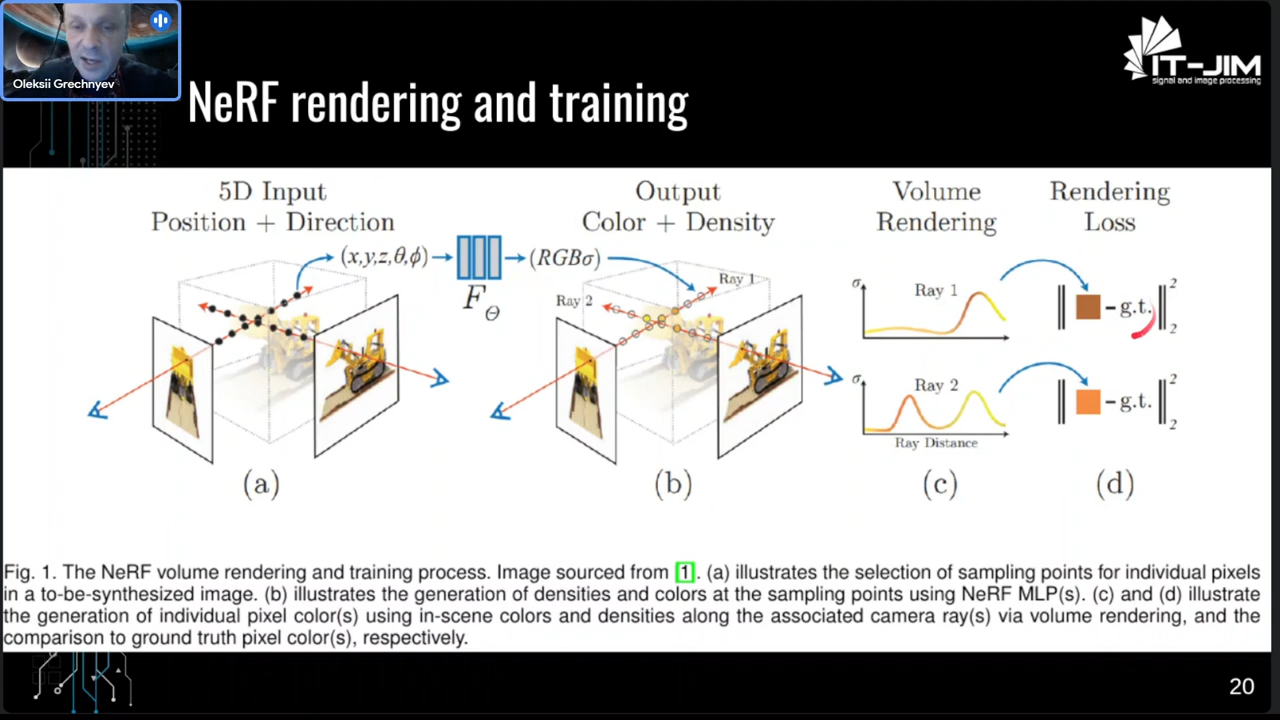 Oleksii Grechnyev
IT-JIM
signal and image processing
NeRF rendering and training
5D Input
Position + Direction
Output
Color + Density
Volume
Rendering
Rendering
Loss
(x,y,z,θ,ϕ)
F_Θ
(RGBσ)
Ray 1
Ray 2
σ
Ray 1
σ
Ray 2
Ray Distance
‖ - g.t. ‖²₂
‖ - g.t. ‖²₂
(a)
(b)
(c)
(d)
Fig. 1. The NeRF volume rendering and training process. Image sourced from [1]. (a) illustrates the selection of sampling points for individual pixels
in a to-be-synthesized image. (b) illustrates the generation of densities and colors at the sampling points using NeRF MLP(s). (c) and (d) illustrate
the generation of individual pixel color(s) using in-scene colors and densities along the associated camera ray(s) via volume rendering, and the
comparison to ground truth pixel color(s), respectively.
20